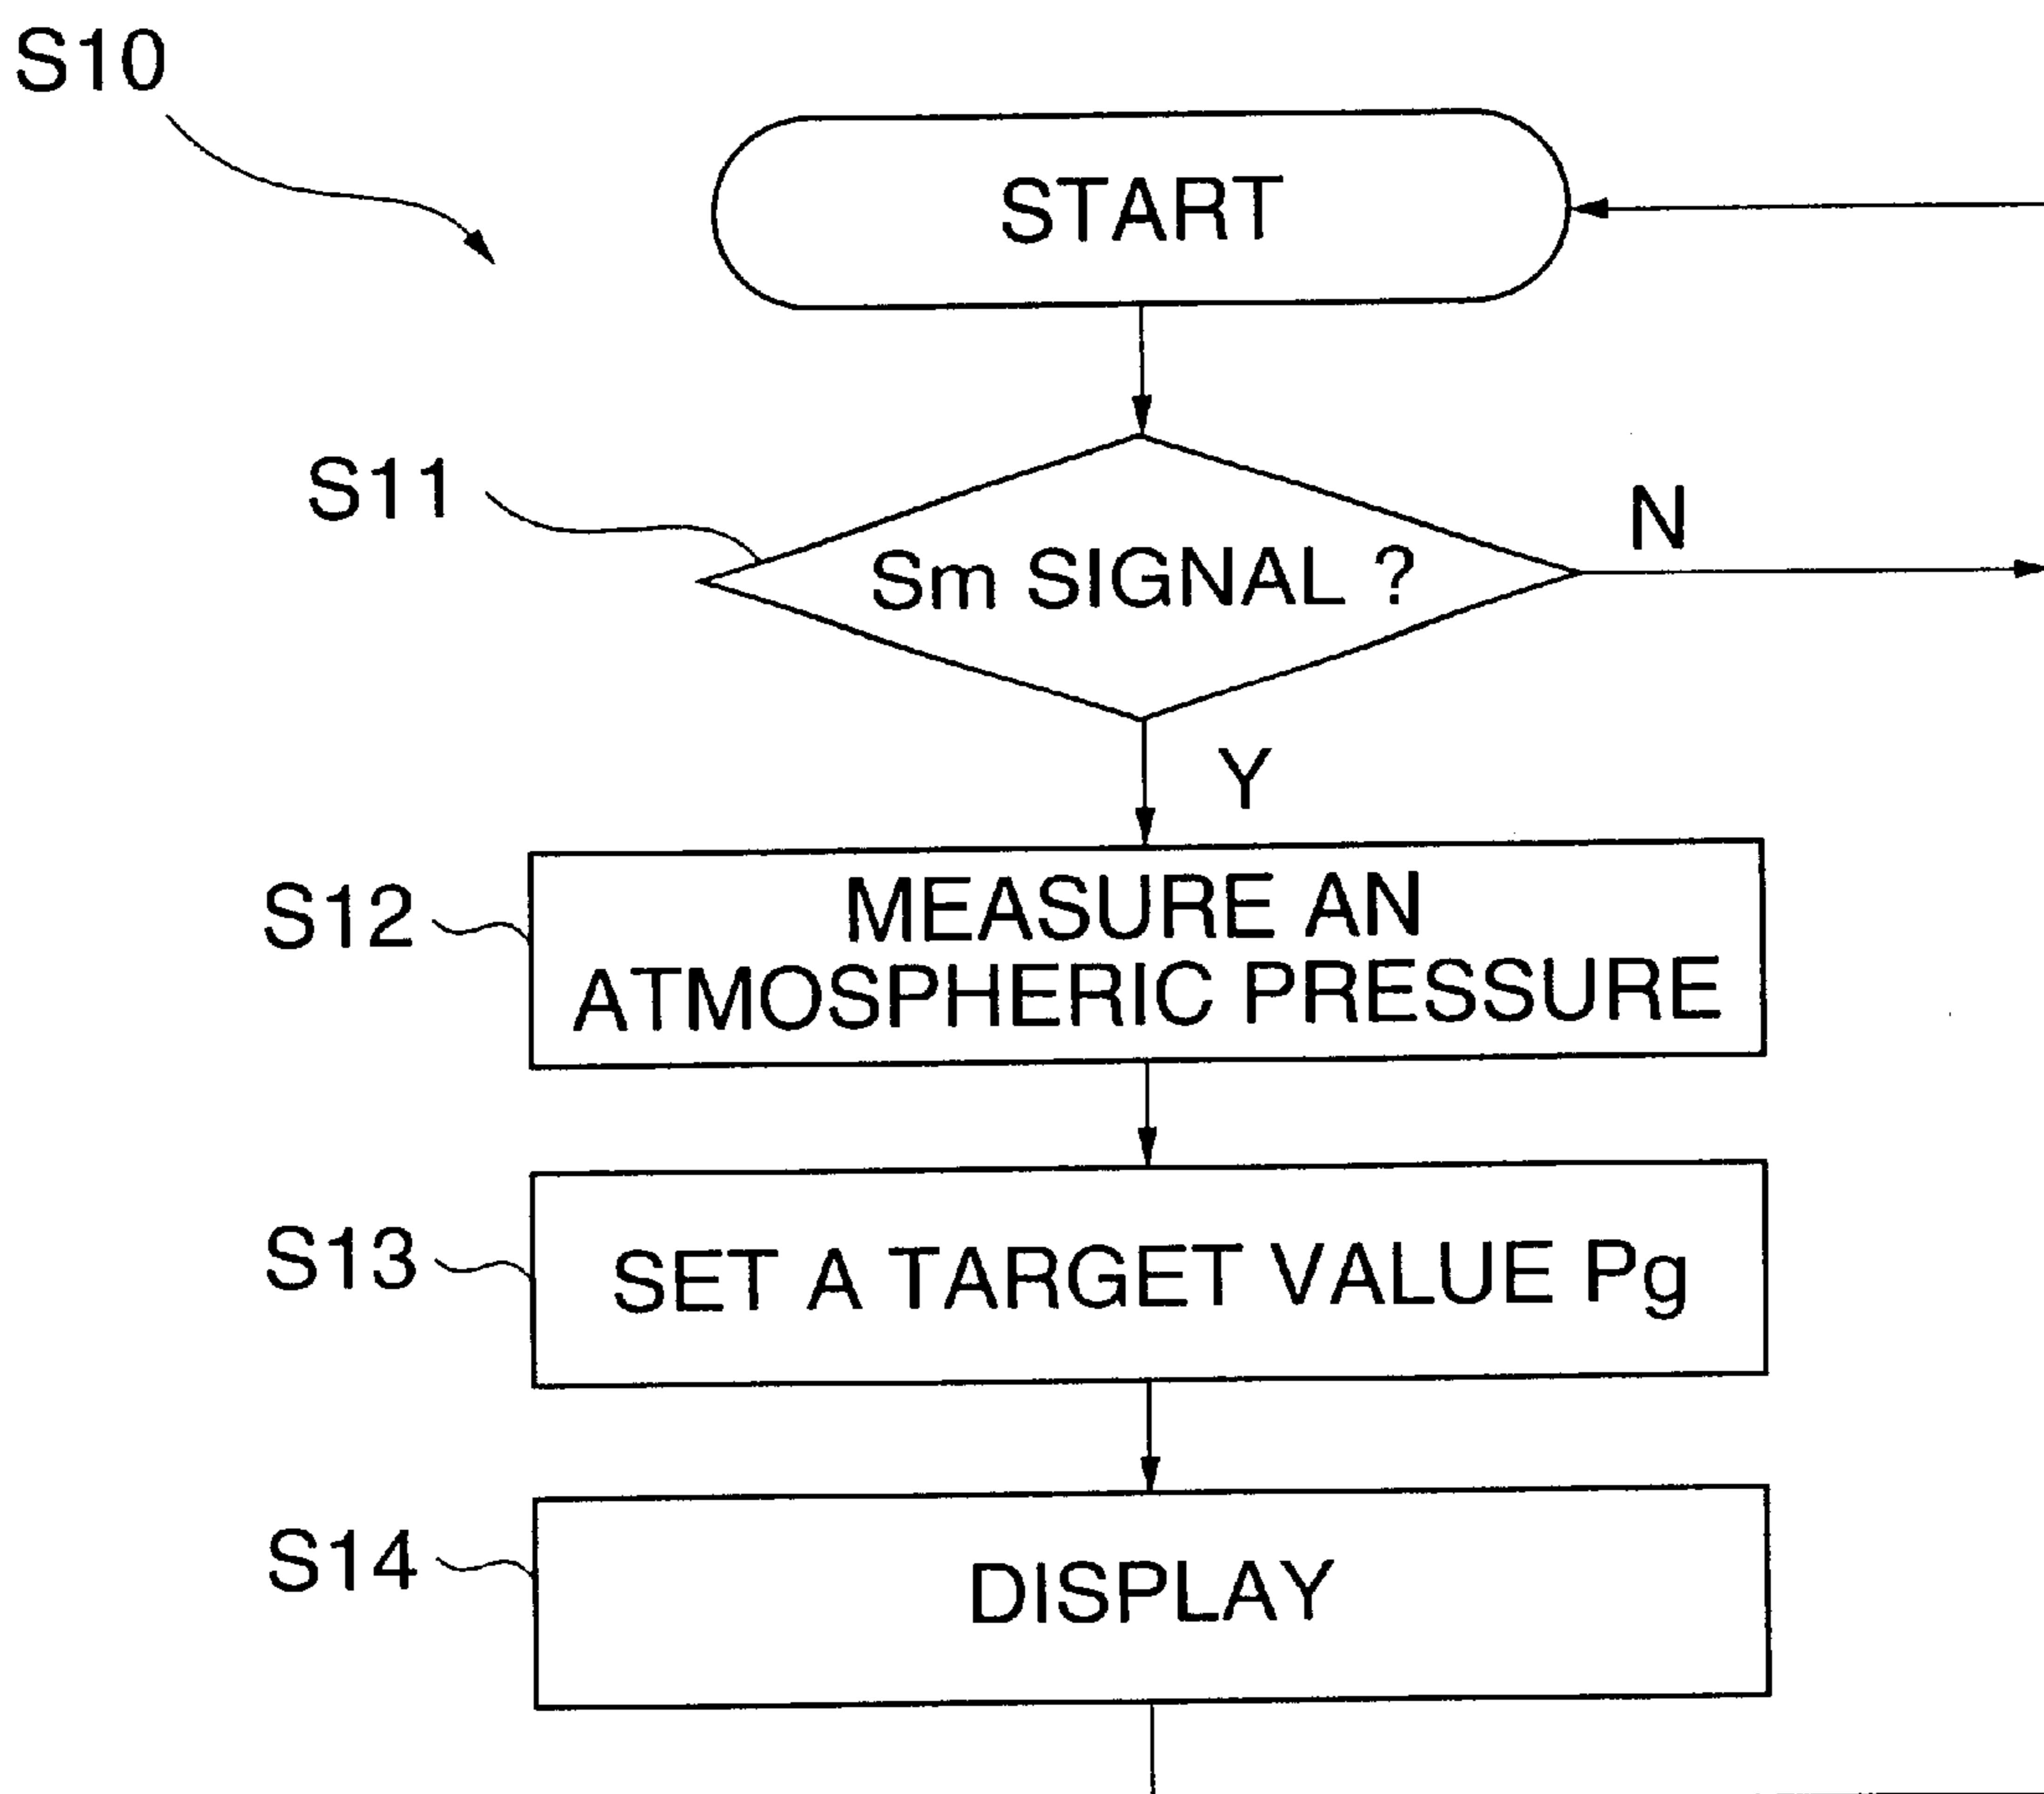 S10
START
S11
Sm SIGNAL ?
N
Y
S12
MEASURE AN
ATMOSPHERIC PRESSURE
S13
SET A TARGET VALUE Pg
S14
DISPLAY